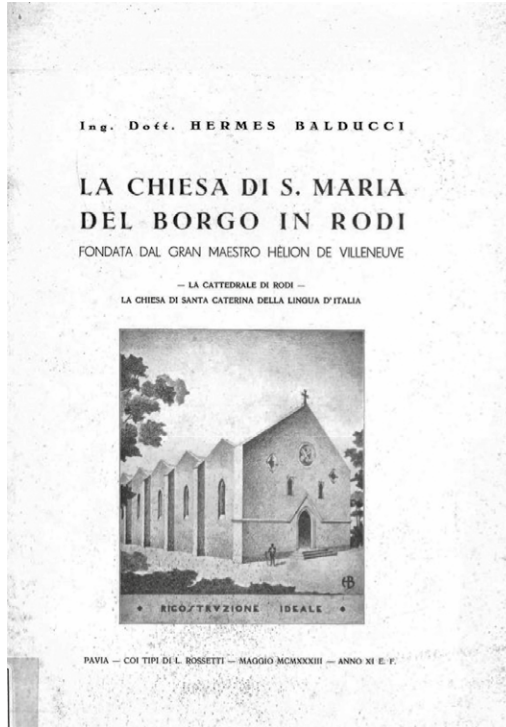 Ing. Dott. HERMES BALDUCCI
LA CHIESA DI S. MARIA
DEL BORGO IN RODI
FONDATA DAL GRAN MAESTRO HÉLION DE VILLENEUVE
— LA CATTEDRALE DI RODI —
LA CHIESA DI SANTA CATERINA DELLA LINGUA D'ITALIA
HB
• RICOSTRVZIONE IDEALE •
PAVIA — COI TIPI DI L. ROSSETTI — MAGGIO MCMXXXIII — ANNO XI E. F.